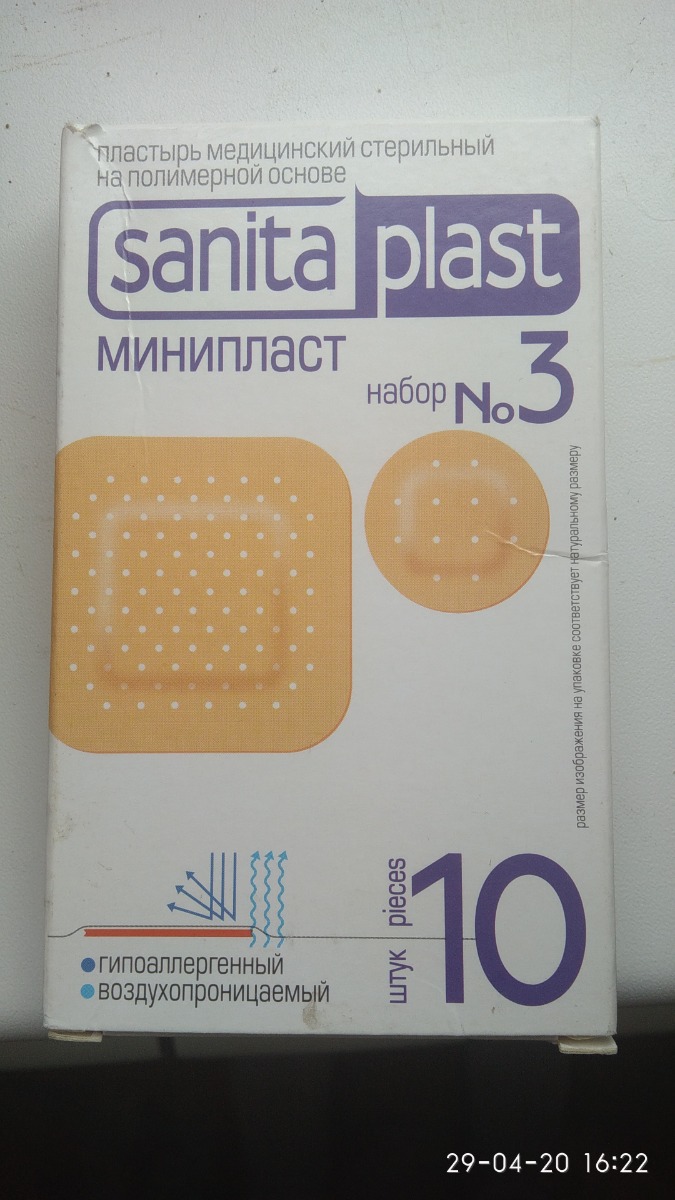 пластырь медицинский стерильный
на полимерной основе
sanita plast
минипласт
набор №3
размер изображения на упаковке соответствует натуральному размеру
гипоаллергенный
воздухопроницаемый
штук pieces
10
29-04-20 16:22